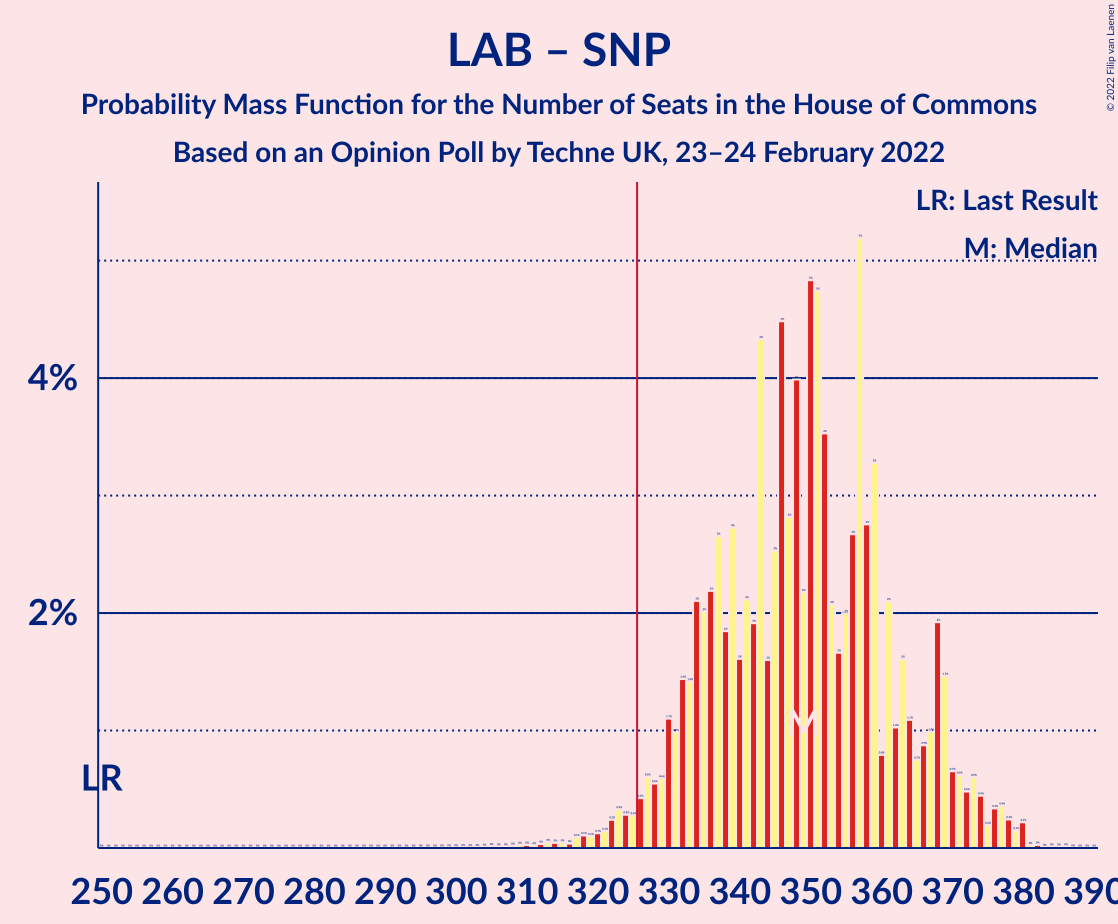 LAB – SNP
Probability Mass Function for the Number of Seats in the House of Commons
Based on an Opinion Poll by Techne UK, 23–24 February 2022
© 2022 Filip van Laenen
LR: Last Result
M: Median
4%
2%
M
LR
250 260 270 280 290 300 310 320 330 340 350 360 370 380 390